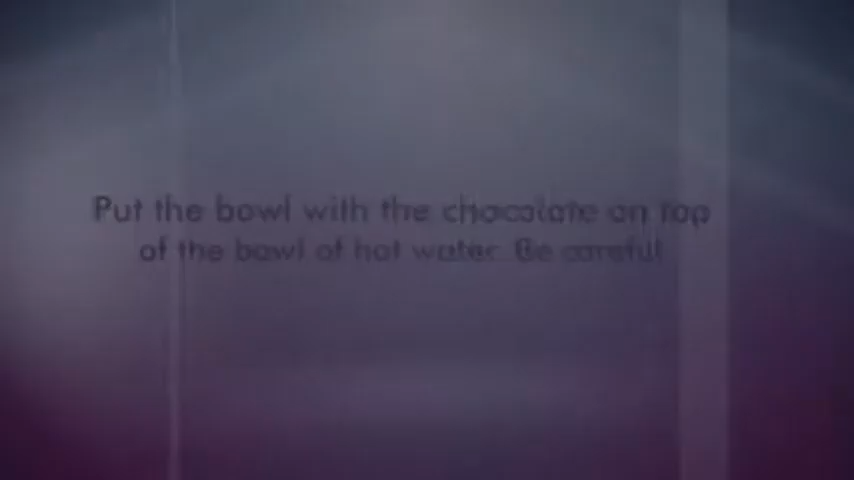 Put the bowl with the chocolate on top
of the bowl of hot water. Be careful